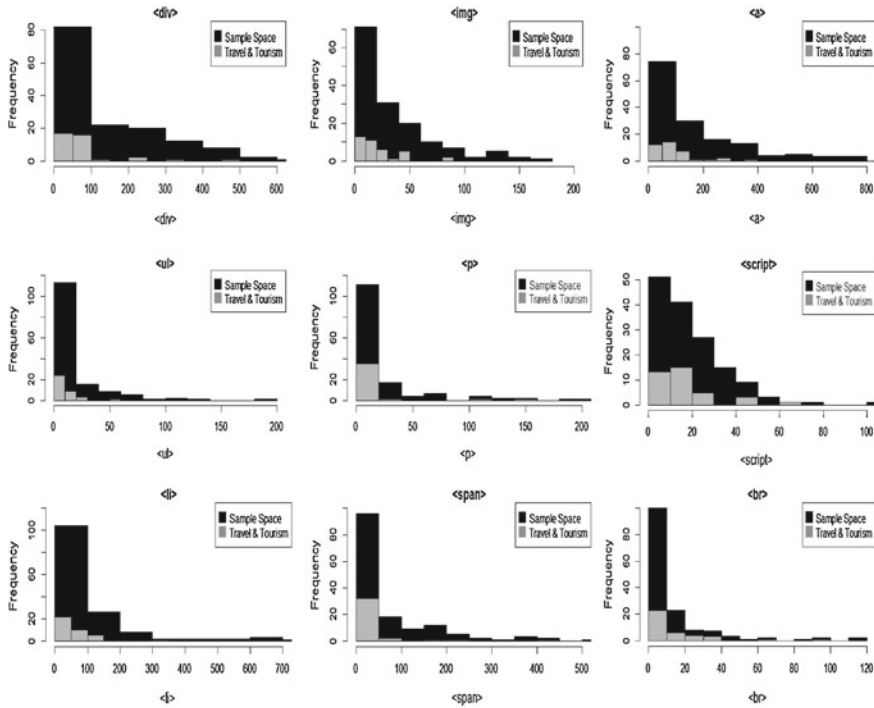 <div>
Sample Space
Travel & Tourism
Frequency
0 20 40 60 80
0 100 200 300 400 500 600
<div>
<img>
Sample Space
Travel & Tourism
Frequency
0 20 40 60
0 50 100 150 200
<img>
<a>
Sample Space
Travel & Tourism
Frequency
0 20 40 60 80
0 200 400 600 800
<a>
<ul>
Sample Space
Travel & Tourism
Frequency
0 20 60 100
0 50 100 150 200
<ul>
<p>
Sample Space
Travel & Tourism
Frequency
0 20 60 100
0 50 100 150 200
<p>
<script>
Sample Space
Travel & Tourism
Frequency
0 10 20 30 40 50
0 20 40 60 80 100
<script>
<li>
Sample Space
Travel & Tourism
Frequency
0 20 60 100
0 100 200 300 400 500 600 700
<li>
<span>
Sample Space
Travel & Tourism
Frequency
0 20 40 60 80
0 100 200 300 400 500
<span>
<br>
Sample Space
Travel & Tourism
Frequency
0 20 40 60 80
0 20 40 60 80 100 120
<br>